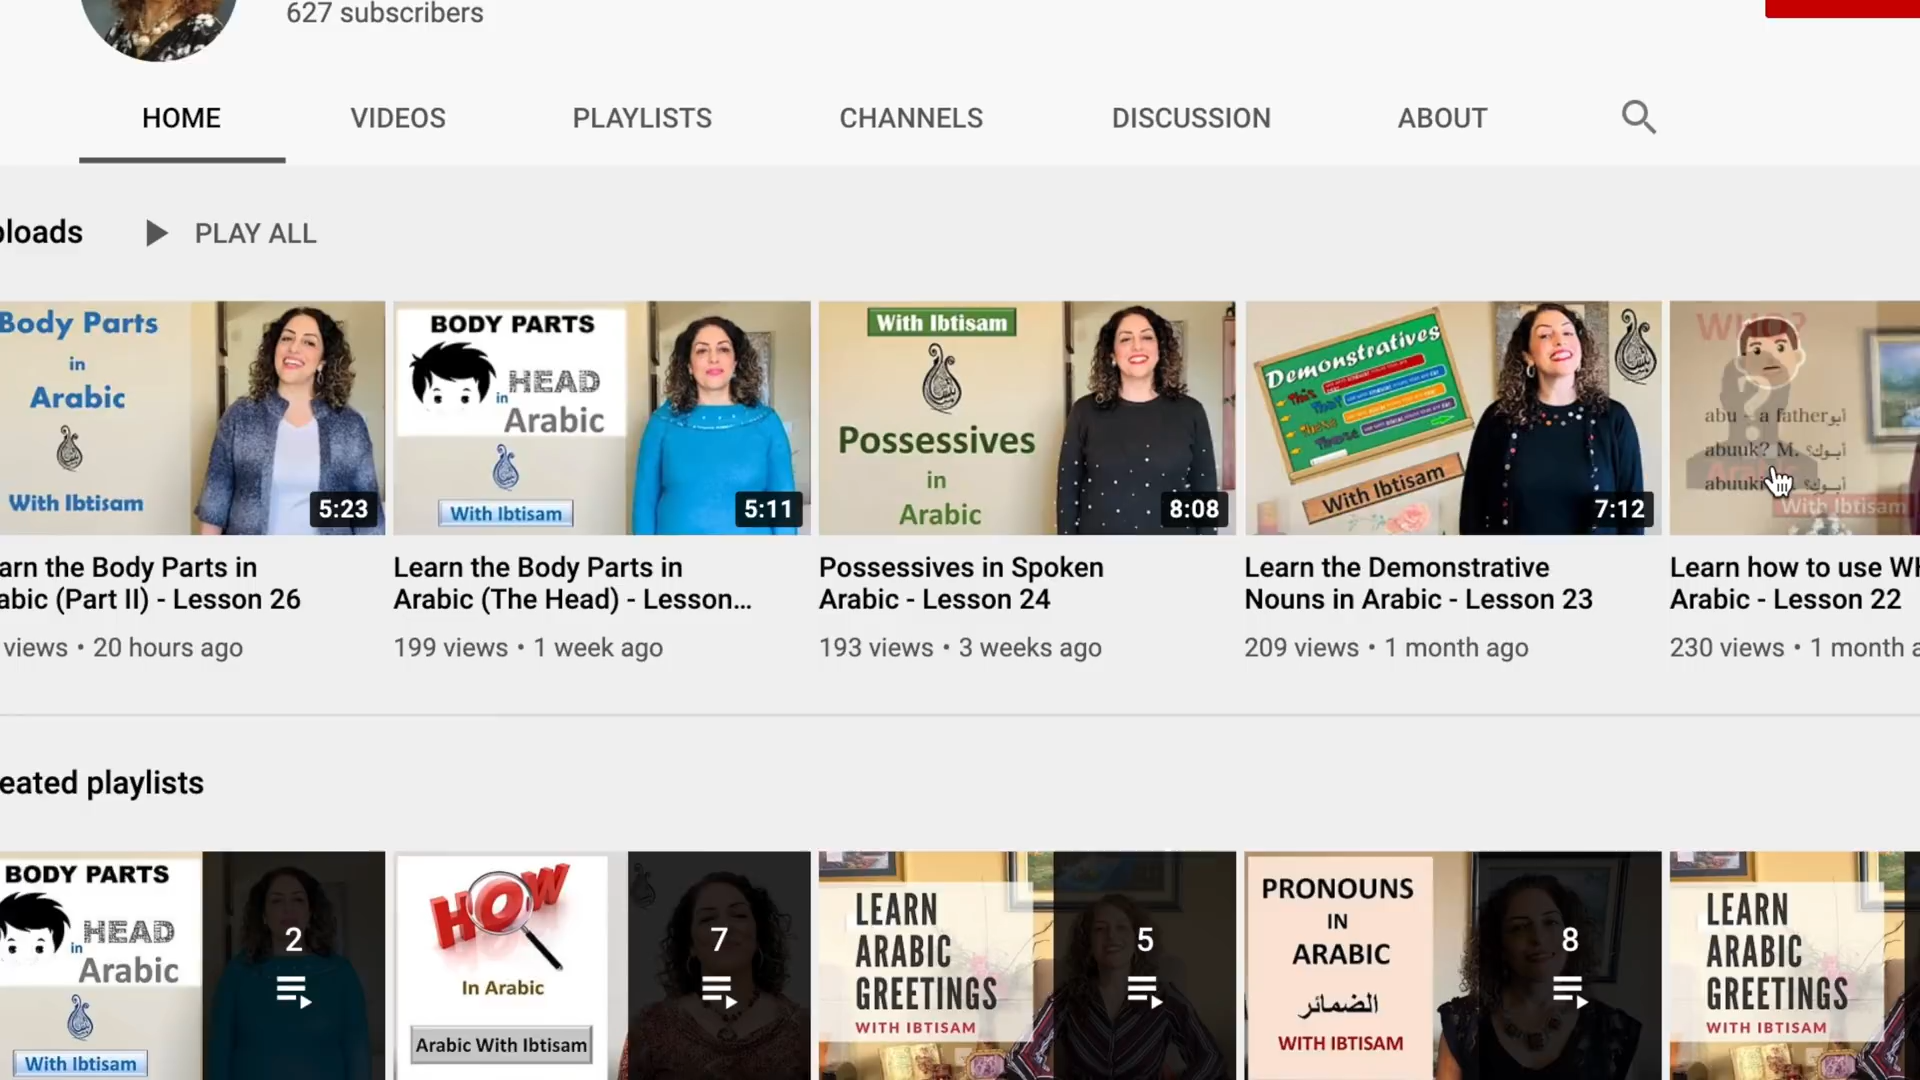 627 subscribers
HOME
VIDEOS
PLAYLISTS
CHANNELS
DISCUSSION
ABOUT
ploads
PLAY ALL
Body Parts
in
Arabic
With Ibtisam
5:23
BODY PARTS
HEAD
in
Arabic
With Ibtisam
5:11
With Ibtisam
Possessives
in
Arabic
8:08
Demonstratives
With Ibtisam
7:12
WHO?
abu - a father أبو
abuuk? M. أبوك؟
abuuki أبوك؟
With Ibtisam
arn the Body Parts in
abic (Part II) - Lesson 26
views • 20 hours ago
Learn the Body Parts in
Arabic (The Head) - Lesson...
199 views • 1 week ago
Possessives in Spoken
Arabic - Lesson 24
193 views • 3 weeks ago
Learn the Demonstrative
Nouns in Arabic - Lesson 23
209 views • 1 month ago
Learn how to use WH
Arabic - Lesson 22
230 views • 1 month a
eated playlists
BODY PARTS
HEAD
in
Arabic
With Ibtisam
2
HOW
In Arabic
Arabic With Ibtisam
7
LEARN
ARABIC
GREETINGS
WITH IBTISAM
5
PRONOUNS
IN
ARABIC
الضمائر
WITH IBTISAM
8
LEARN
ARABIC
GREETINGS
WITH IBTISAM